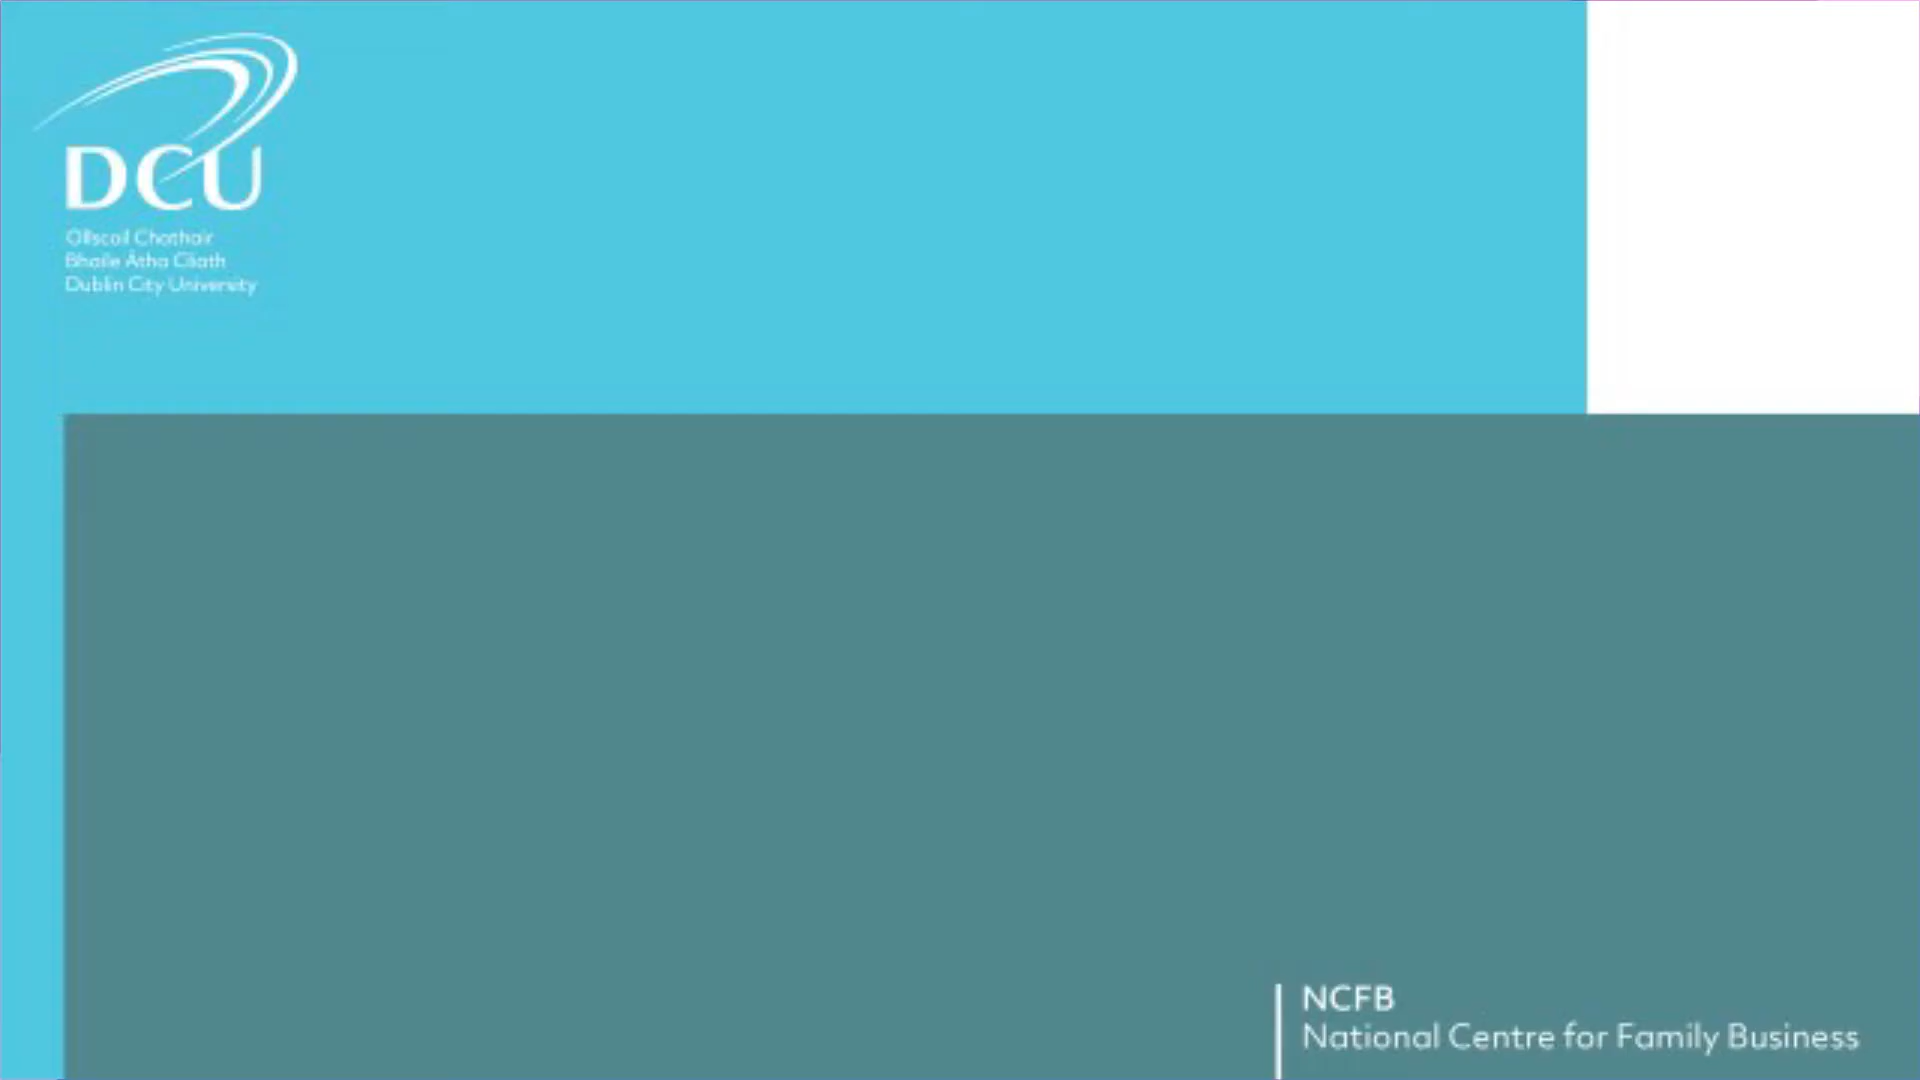 DCU
Ollscoil Chathair
Bhaile Átha Cliath
Dublin City University
NCFB
National Centre for Family Business